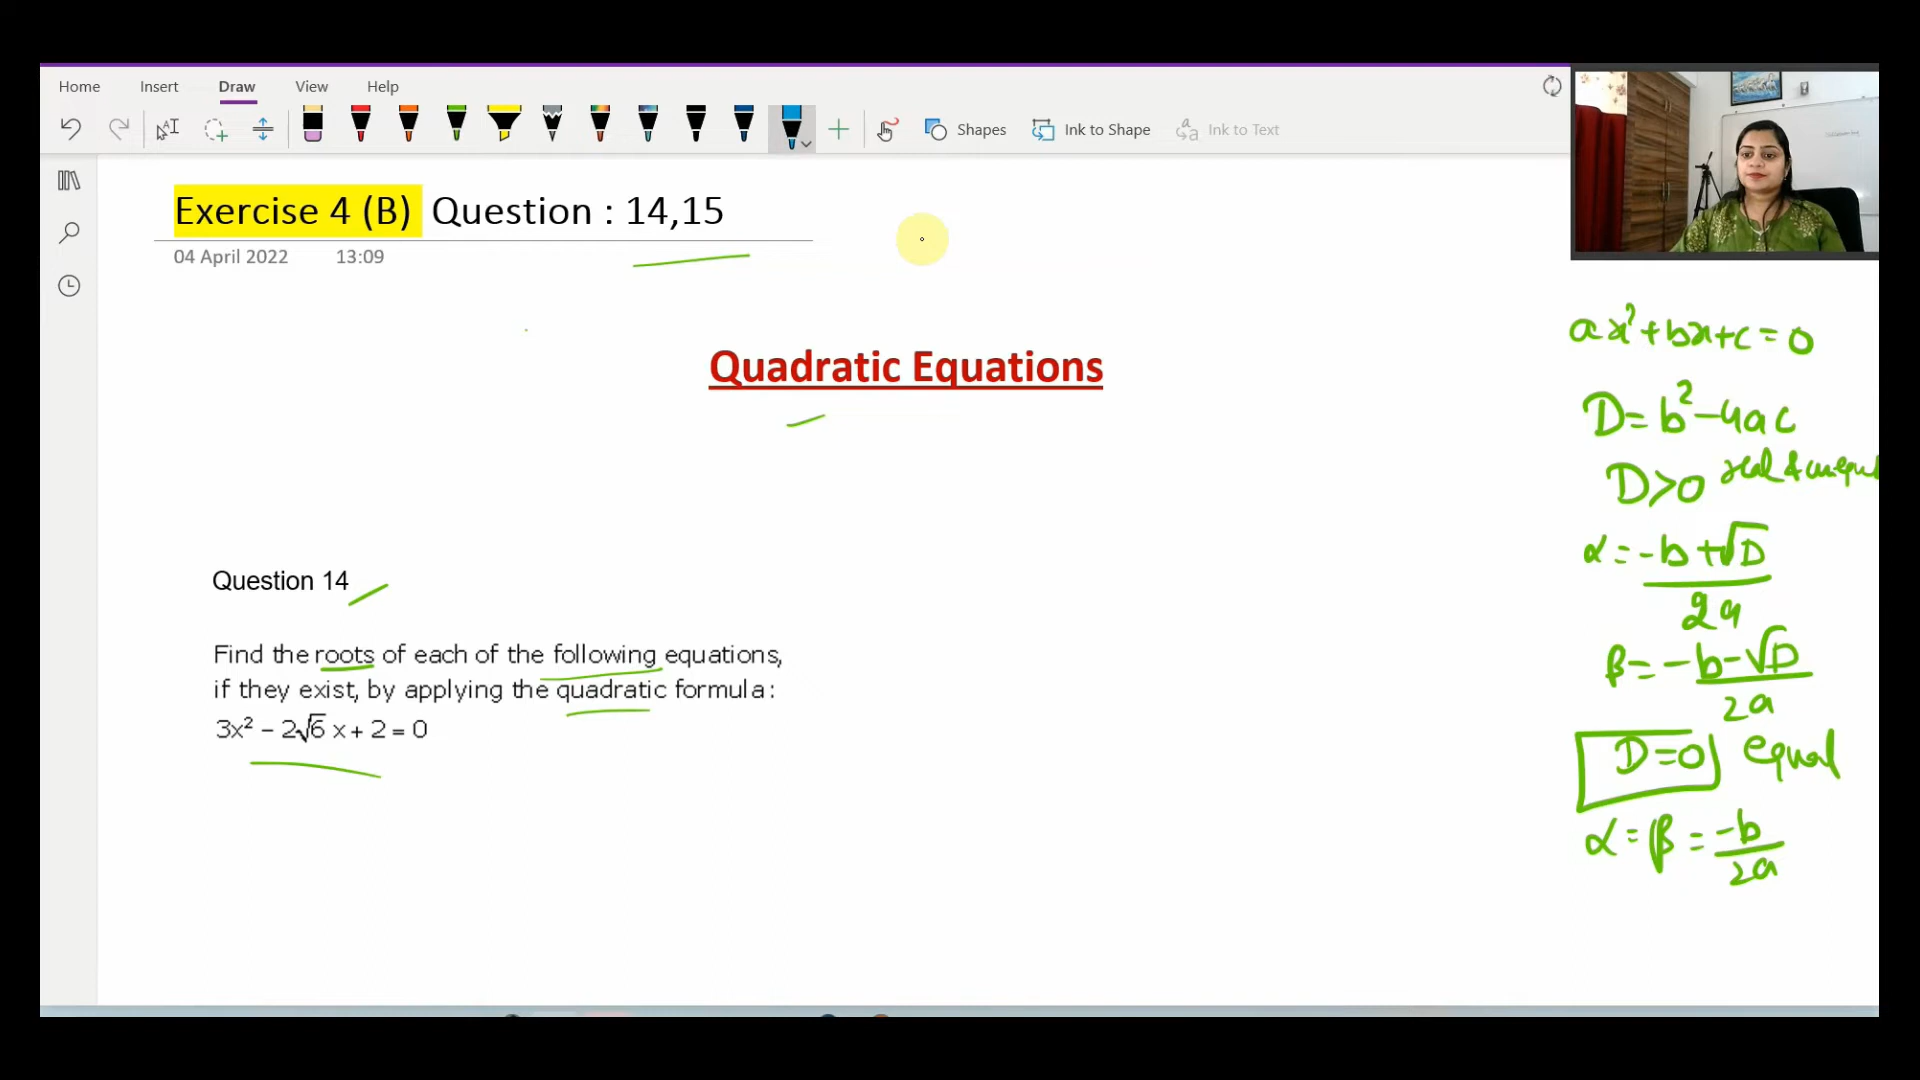 Home Insert Draw View Help
Shapes Ink to Shape Ink to Text
Exercise 4 (B) Question : 14,15
04 April 2022 13:09
Quadratic Equations
Question 14
Find the roots of each of the following equations,
if they exist, by applying the quadratic formula :
3x² − 2√6 x + 2 = 0
ax²+bx+c=0
D=b²−4ac
D>0 real &
α = -b+√D
2a
β = -b-√D
2a
D=0 equal
α = β = -b
2a